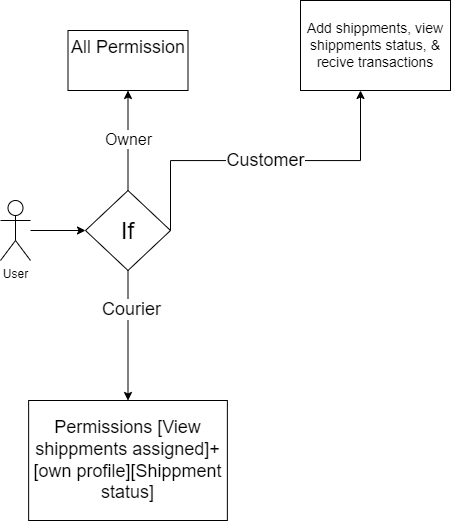 All Permission
Add shippments, view
shippments status, &
recive transactions
Owner
Customer
If
User
Courier
Permissions [View
shippments assigned]+
[own profile][Shippment
status]